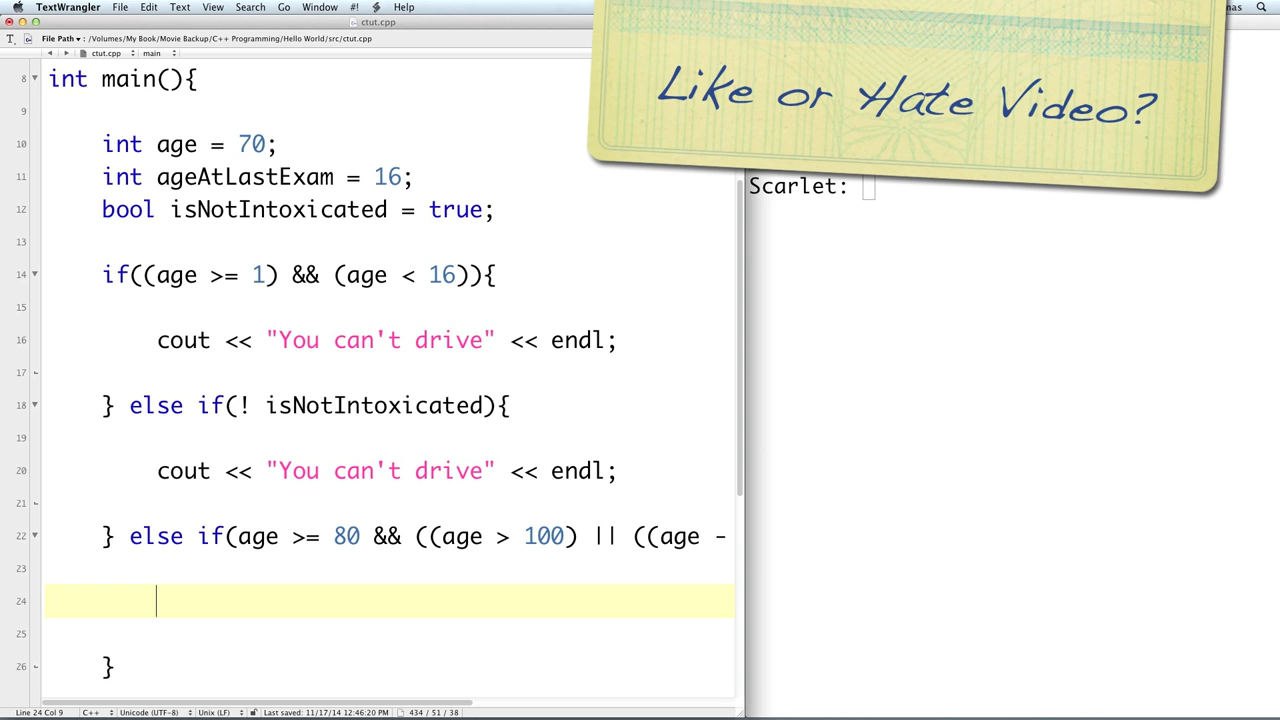 TextWrangler File Edit Text View Search Go Window #! Help
ctut.cpp
File Path ▾ : /Volumes/My Book/Movie Backup/C++ Programming/Hello World/src/ctut.cpp
ctut.cpp main
Like or Hate Video?
8 int main(){
9
10 int age = 70;
11 int ageAtLastExam = 16;
12 bool isNotIntoxicated = true;
13
14 if((age >= 1) && (age < 16)){
15
16 cout << "You can't drive" << endl;
17
18 } else if(! isNotIntoxicated){
19
20 cout << "You can't drive" << endl;
21
22 } else if(age >= 80 && ((age > 100) || ((age -
23
24
25
26 }
Scarlet:
Line 24 Col 9 C++ Unicode (UTF-8) Unix (LF) Last saved: 11/17/14 12:46:20 PM 434 / 51 / 38